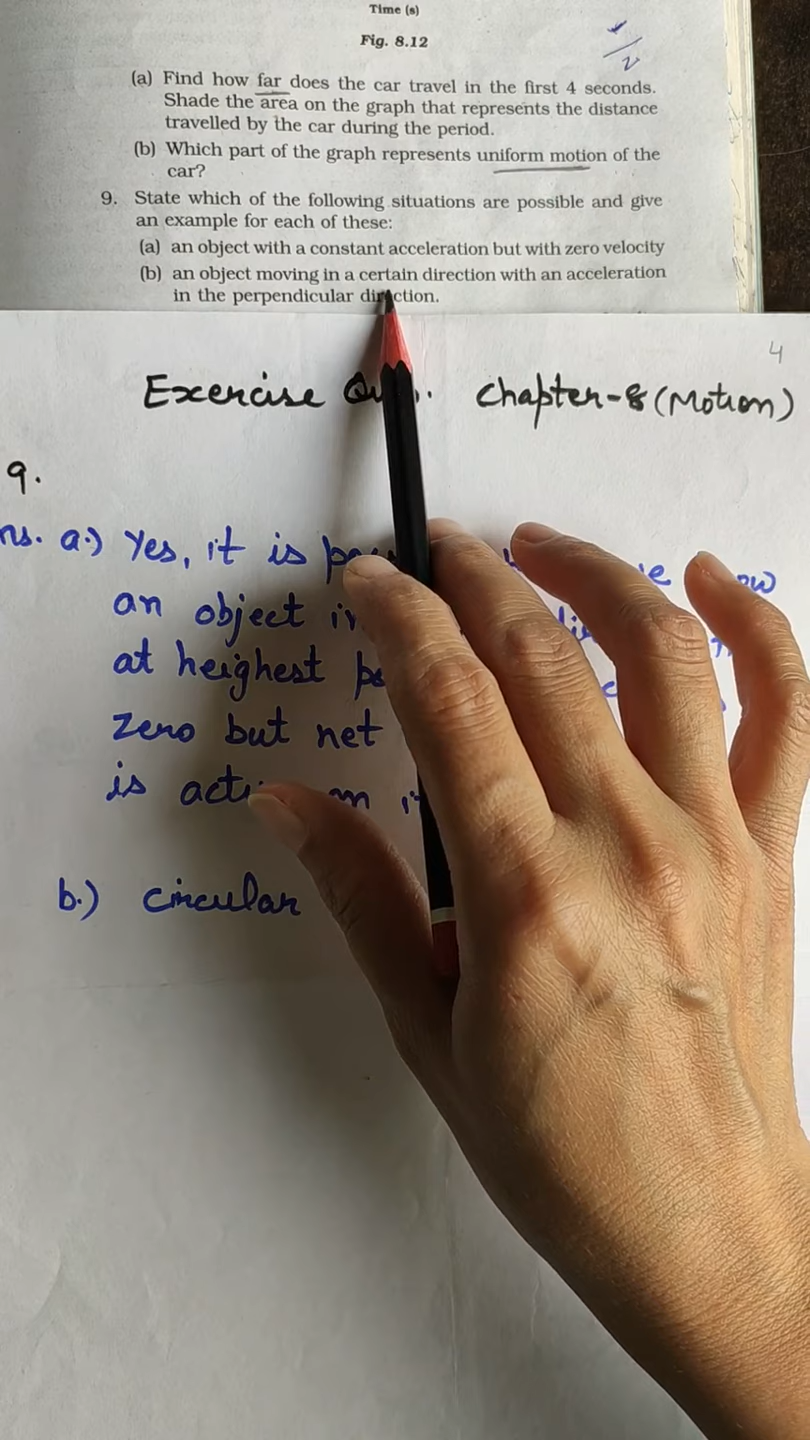 Time (s)
Fig. 8.12
(a) Find how far does the car travel in the first 4 seconds.
Shade the area on the graph that represents the distance
travelled by the car during the period.
(b) Which part of the graph represents uniform motion of the
car?
9. State which of the following situations are possible and give
an example for each of these:
(a) an object with a constant acceleration but with zero velocity
(b) an object moving in a certain direction with an acceleration
in the perpendicular direction.
4
Exercise Chapter-8 (Motion)
9.
a.) Yes, it is
an object
at heighest
zero but net
is
b.) circular